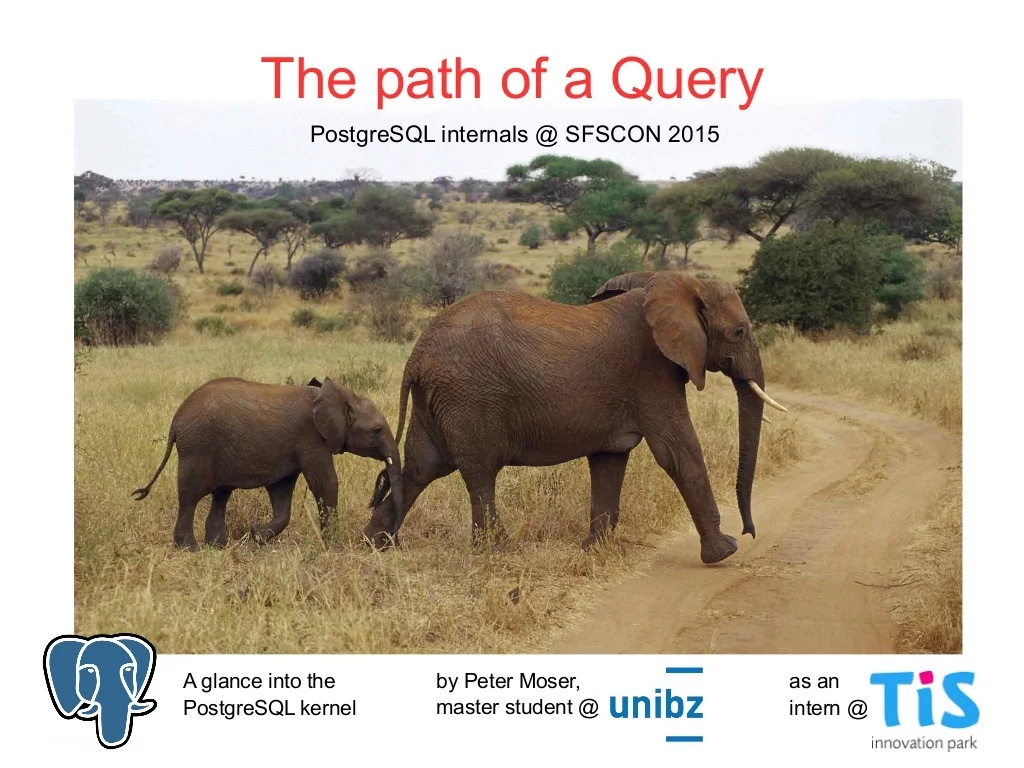 The path of a Query
PostgreSQL internals @ SFSCON 2015
A glance into the
PostgreSQL kernel
by Peter Moser,
master student @ unibz
as an
intern @ TiS
innovation park